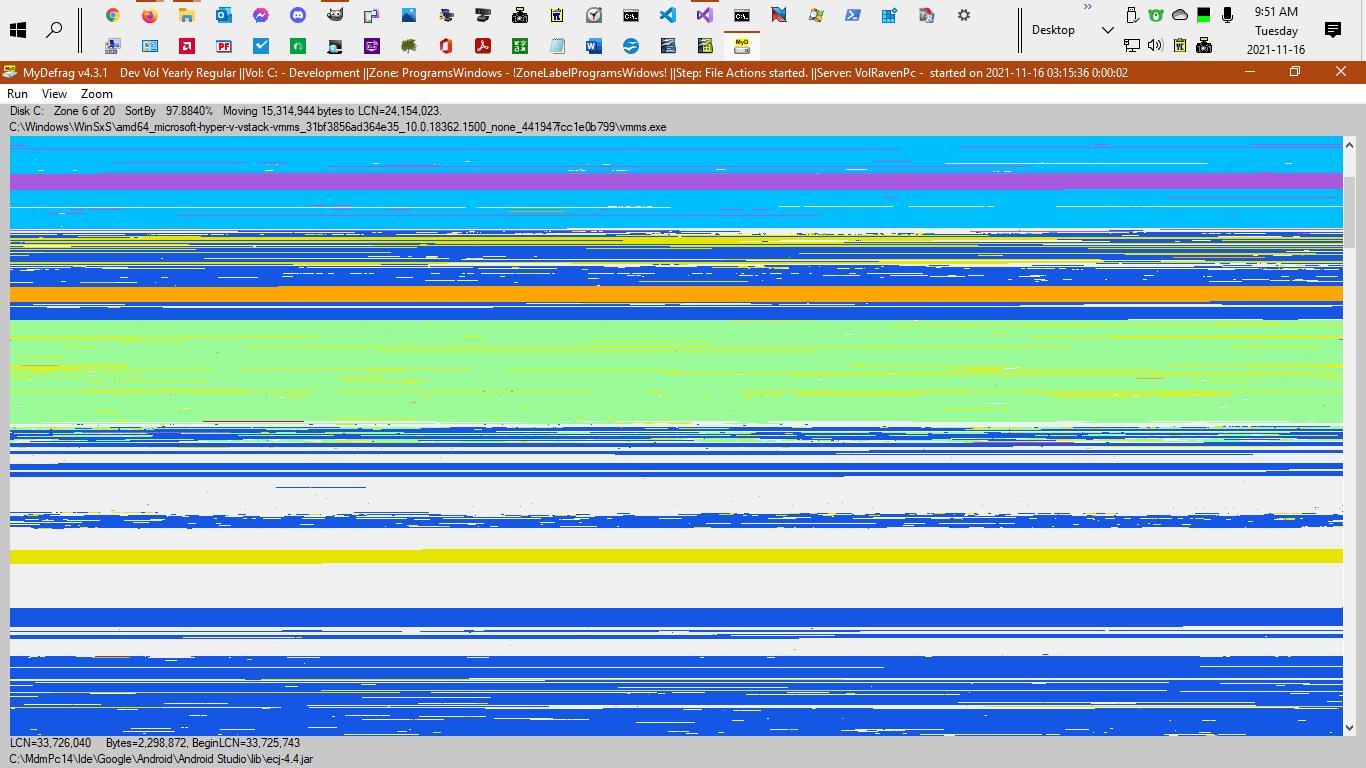 9:51 AM
Desktop
Tuesday
2021-11-16
MyDefrag v4.3.1 Dev Vol Yearly Regular ||Vol: C: - Development ||Zone: ProgramsWindows - !ZoneLabelProgramsWidows! ||Step: File Actions started. ||Server: VolRavenPc - started on 2021-11-16 03:15:36 0:00:02
Run View Zoom
Disk C: Zone 6 of 20 SortBy 97.8840% Moving 15,314,944 bytes to LCN=24,154,023.
C:\Windows\WinSxS\amd64_microsoft-hyper-v-vstack-vmms_31bf3856ad364e35_10.0.18362.1500_none_441947fcc1e0b799\vmms.exe
LCN=33,726,040 Bytes=2,298,872, BeginLCN=33,725,743
C:\MdmPc14\Ide\Google\Android\Android Studio\lib\ecj-4.4.jar